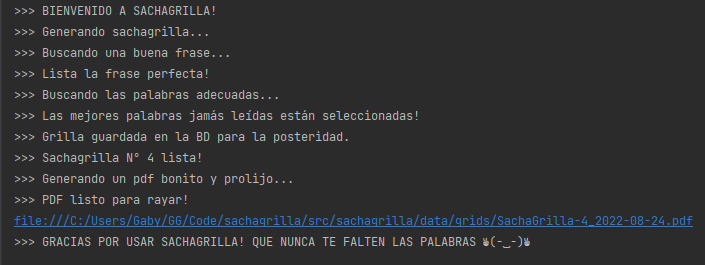 >>> BIENVENIDO A SACHAGRILLA!
>>> Generando sachagrilla...
>>> Buscando una buena frase...
>>> Lista la frase perfecta!
>>> Buscando las palabras adecuadas...
>>> Las mejores palabras jamás leídas están seleccionadas!
>>> Grilla guardada en la BD para la posteridad.
>>> Sachagrilla N° 4 lista!
>>> Generando un pdf bonito y prolijo...
>>> PDF listo para rayar!
file:///C:/Users/Gaby/GG/Code/sachagrilla/src/sachagrilla/data/grids/SachaGrilla-4_2022-08-24.pdf
>>> GRACIAS POR USAR SACHAGRILLA! QUE NUNCA TE FALTEN LAS PALABRAS 🤟(-‿-)🤟